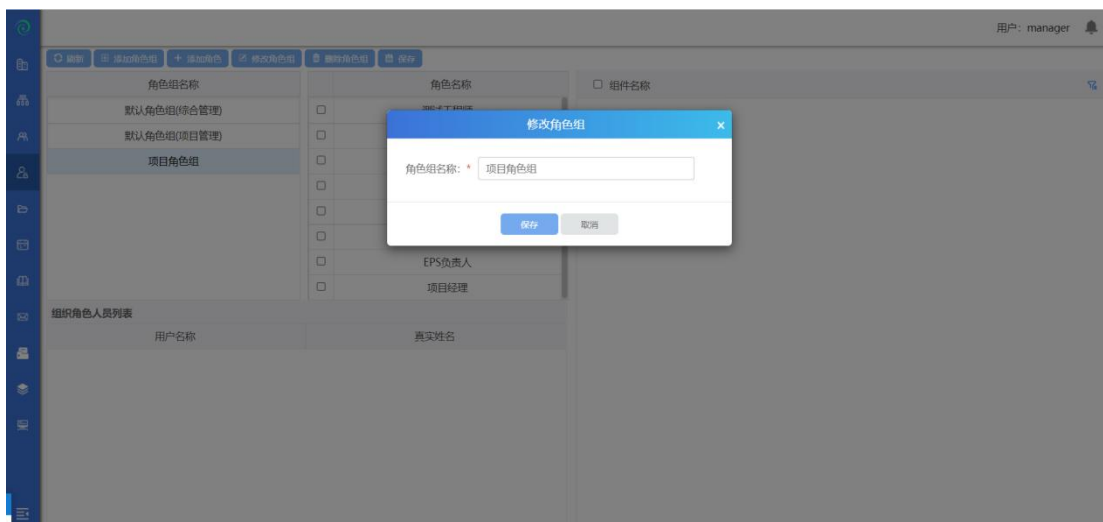 用户: manager
刷新 添加角色组 添加角色 修改角色组 删除角色组 保存
角色组名称 角色名称 组件名称
默认角色组(综合管理) 测试工程师
默认角色组(项目管理)
项目角色组
修改角色组 x
角色组名称: * 项目角色组
保存 取消
EPS负责人
项目经理
组织角色人员列表
用户名称 真实姓名